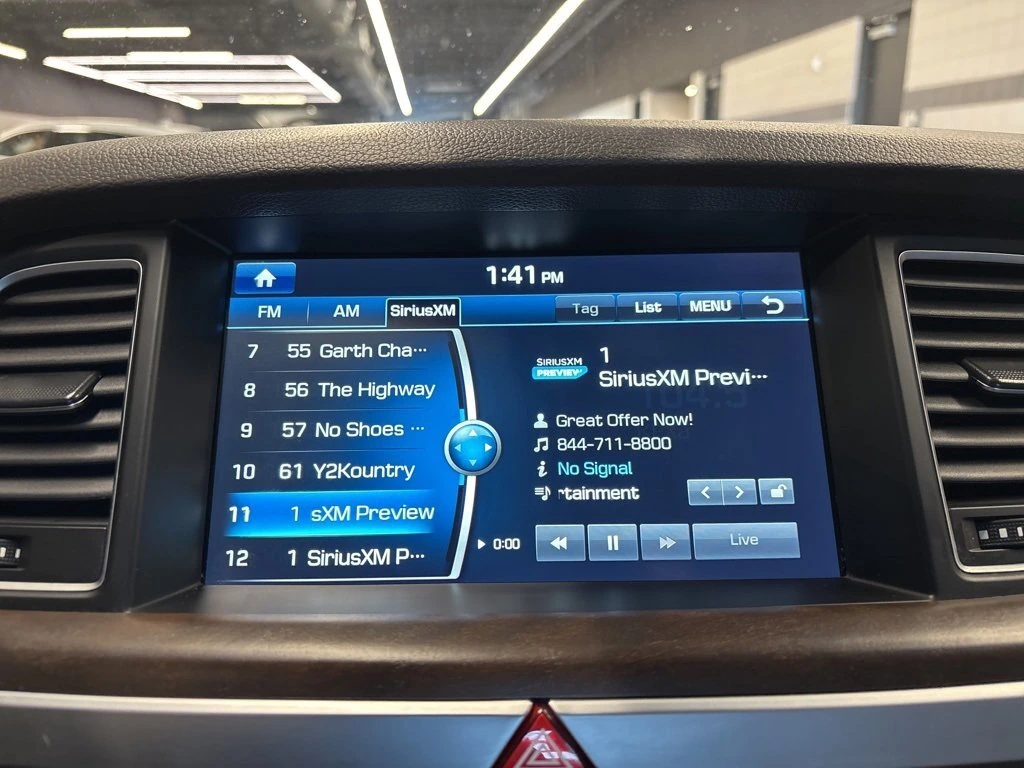 1:41 PM
FM AM SiriusXM Tag List MENU
7 55 Garth Cha···
8 56 The Highway
9 57 No Shoes ···
10 61 Y2Kountry
11 1 sXM Preview
12 1 SiriusXM P···
SIRIUSXM
PREVIEW
1
SiriusXM Previ···
Great Offer Now!
844-711-8800
No Signal
rtainment
0:00
Live